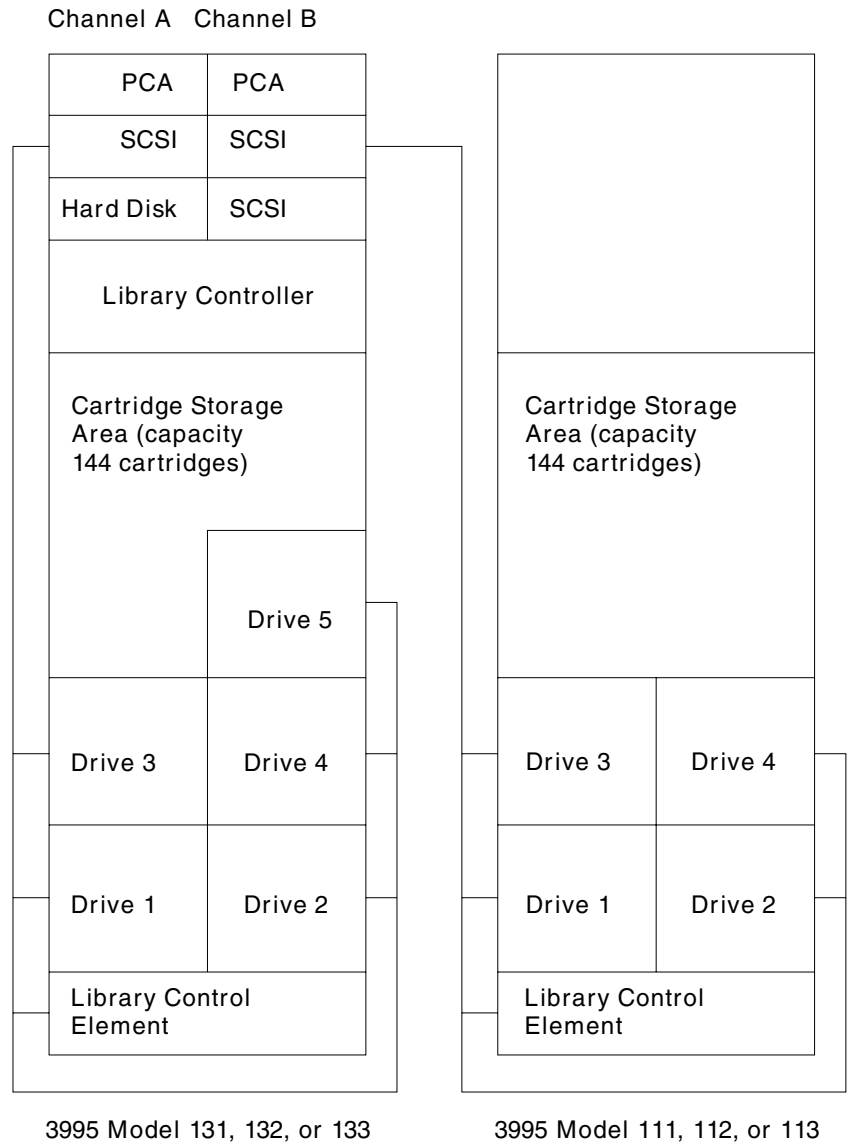 Channel A Channel B
PCA PCA
SCSI SCSI
Hard Disk SCSI
Library Controller
Cartridge Storage
Area (capacity
144 cartridges)
Drive 5
Drive 3 Drive 4
Drive 1 Drive 2
Library Control
Element
3995 Model 131, 132, or 133
Cartridge Storage
Area (capacity
144 cartridges)
Drive 3 Drive 4
Drive 1 Drive 2
Library Control
Element
3995 Model 111, 112, or 113